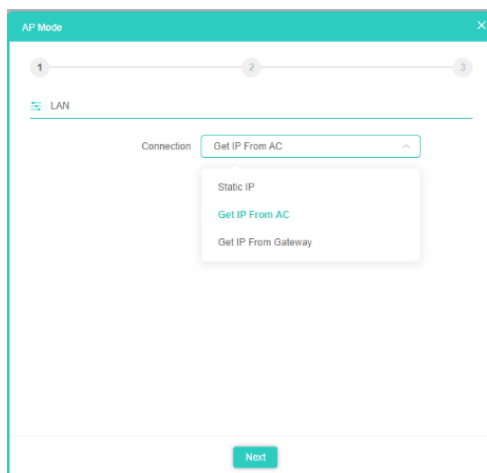 AP Mode
1 2 3
LAN
Connection Get IP From AC
Static IP
Get IP From AC
Get IP From Gateway
Next